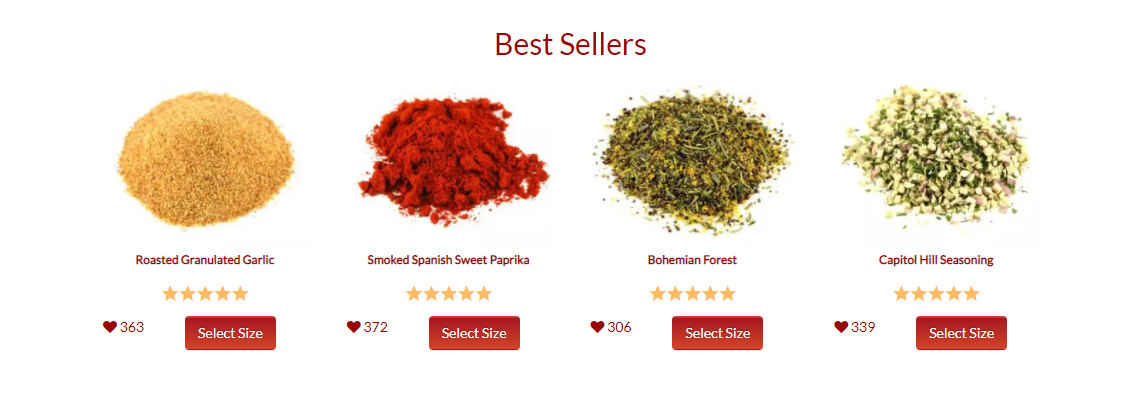 Best Sellers
Roasted Granulated Garlic
363
Select Size
Smoked Spanish Sweet Paprika
372
Select Size
Bohemian Forest
306
Select Size
Capitol Hill Seasoning
339
Select Size